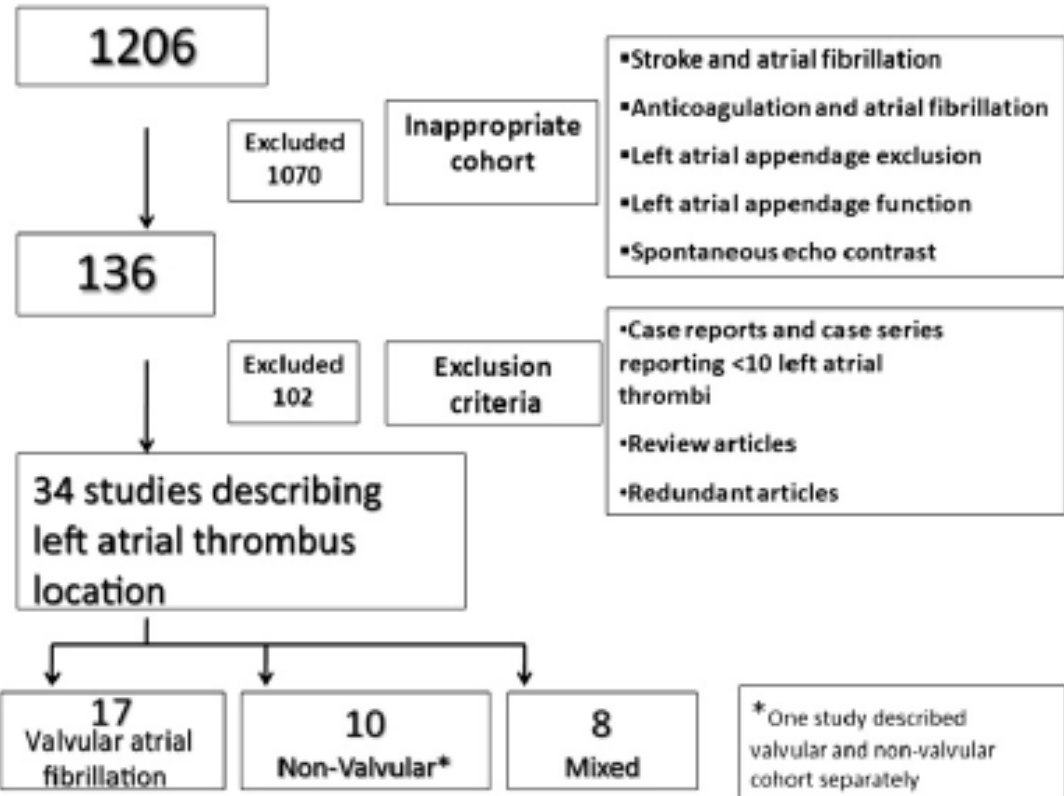 1206
Excluded
1070
Inappropriate
cohort
▪Stroke and atrial fibrillation
▪Anticoagulation and atrial fibrillation
▪Left atrial appendage exclusion
▪Left atrial appendage function
▪Spontaneous echo contrast
136
Excluded
102
Exclusion
criteria
•Case reports and case series
reporting <10 left atrial
thrombi
•Review articles
•Redundant articles
34 studies describing
left atrial thrombus
location
17
Valvular atrial
fibrillation
10
Non-Valvular*
8
Mixed
*One study described
valvular and non-valvular
cohort separately